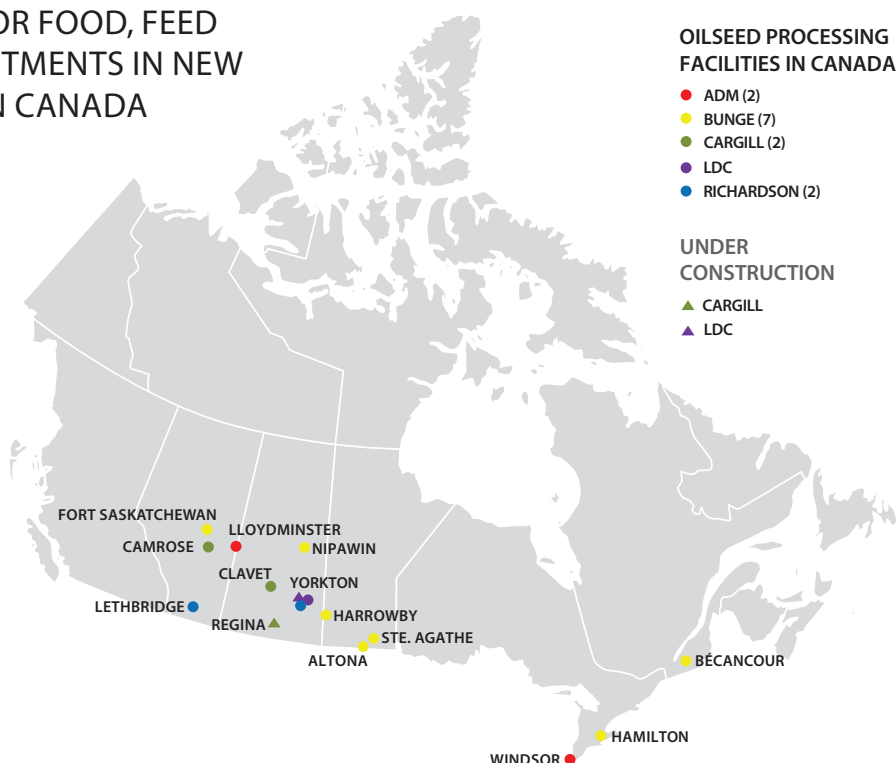 OR FOOD, FEED
TMENTS IN NEW
N CANADA
OILSEED PROCESSING
FACILITIES IN CANADA
ADM (2)
BUNGE (7)
CARGILL (2)
LDC
RICHARDSON (2)
UNDER
CONSTRUCTION
CARGILL
LDC
FORT SASKATCHEWAN
LLOYDMINSTER
CAMROSE
NIPAWIN
CLAVET
YORKTON
LETHBRIDGE
HARROWBY
REGINA
STE. AGATHE
ALTONA
BÉCANCOUR
HAMILTON
WINDSOR